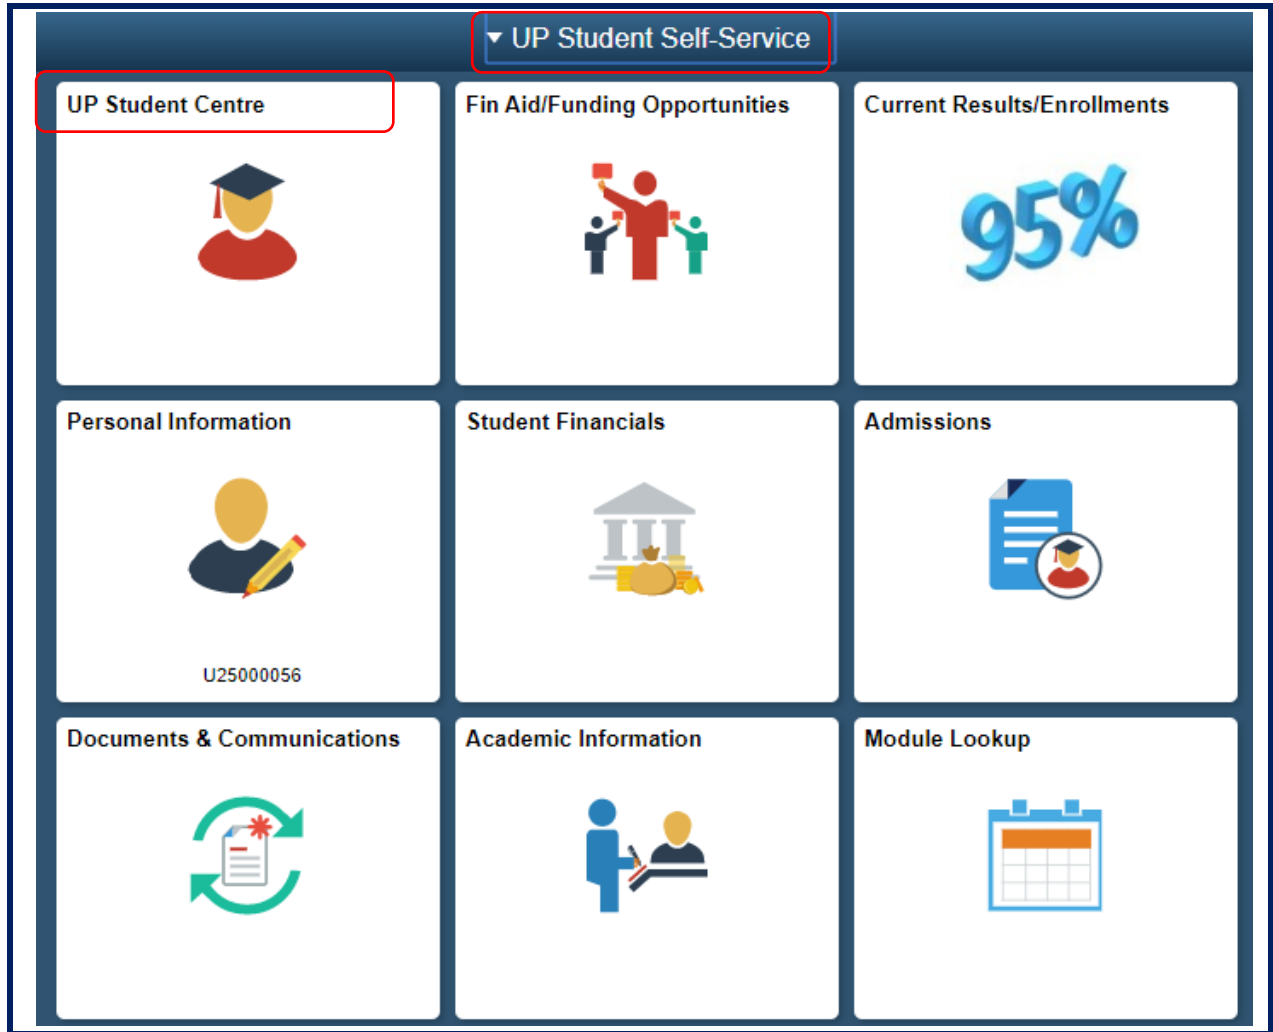 UP Student Self-Service
UP Student Centre
Fin Aid/Funding Opportunities
Current Results/Enrollments
95%
Personal Information
U25000056
Student Financials
Admissions
Documents & Communications
Academic Information
Module Lookup